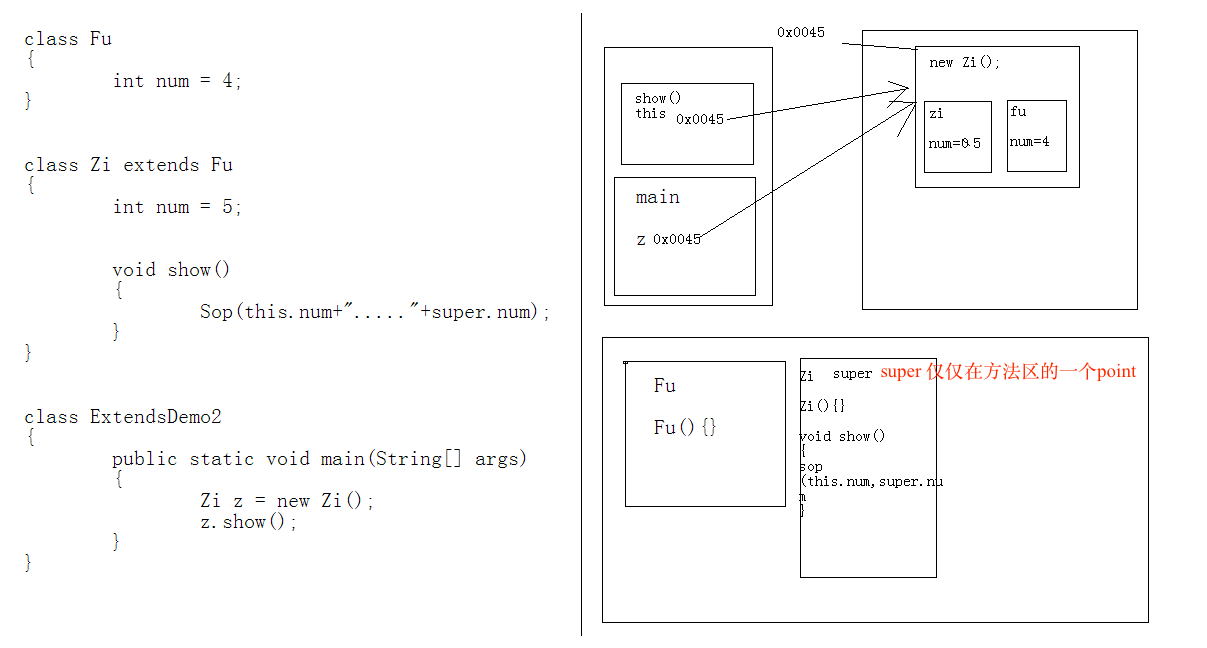 class Fu
{
int num = 4;
}
class Zi extends Fu
{
int num = 5;
void show()
{
Sop(this.num+"....."+super.num);
}
}
class ExtendsDemo2
{
public static void main(String[] args)
{
Zi z = new Zi();
z.show();
}
}
0x0045
show()
this 0x0045
main
z 0x0045
new Zi();
zi
num=0 5
fu
num=4
Fu
Fu(){}
Zi super
super 仅仅在方法区的一个point
Zi(){}
void show()
{
sop
(this.num,super.nu
m
}